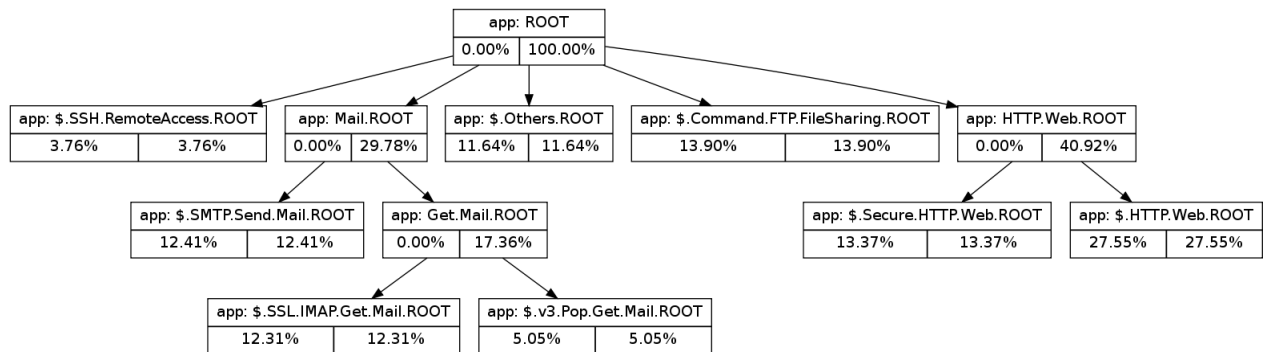 app: ROOT
0.00% 100.00%
app: $.SSH.RemoteAccess.ROOT
3.76% 3.76%
app: Mail.ROOT
0.00% 29.78%
app: $.Others.ROOT
11.64% 11.64%
app: $.Command.FTP.FileSharing.ROOT
13.90% 13.90%
app: HTTP.Web.ROOT
0.00% 40.92%
app: $.SMTP.Send.Mail.ROOT
12.41% 12.41%
app: Get.Mail.ROOT
0.00% 17.36%
app: $.Secure.HTTP.Web.ROOT
13.37% 13.37%
app: $.HTTP.Web.ROOT
27.55% 27.55%
app: $.SSL.IMAP.Get.Mail.ROOT
12.31% 12.31%
app: $.v3.Pop.Get.Mail.ROOT
5.05% 5.05%